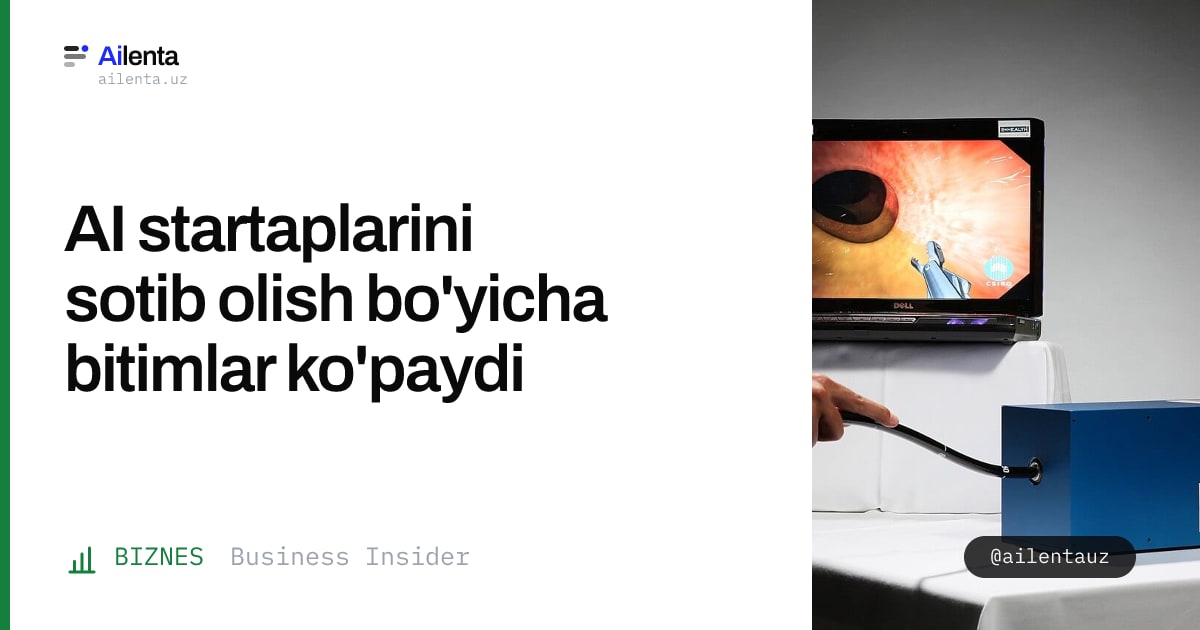 Ailenta
ailenta.uz
AI startaplarini
sotib olish bo'yicha
bitimlar ko'paydi
BIZNES Business Insider
CSIRO
DELL
@ailentauz